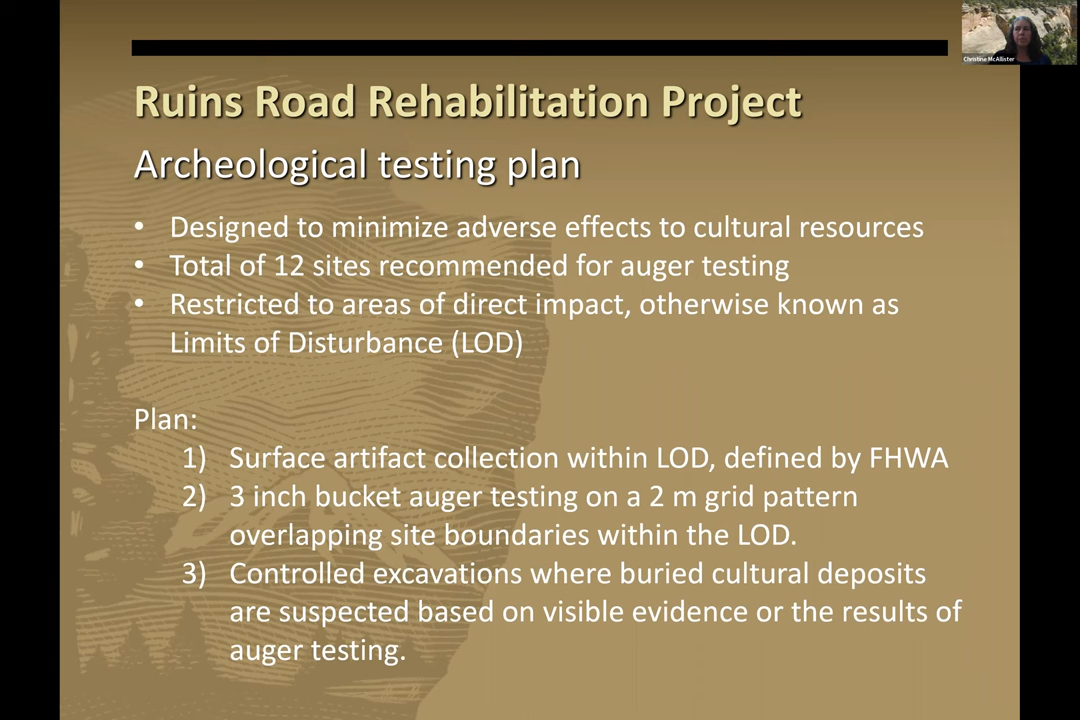 Christine McAllister
Ruins Road Rehabilitation Project
Archeological testing plan
• Designed to minimize adverse effects to cultural resources
• Total of 12 sites recommended for auger testing
• Restricted to areas of direct impact, otherwise known as
Limits of Disturbance (LOD)
Plan:
1) Surface artifact collection within LOD, defined by FHWA
2) 3 inch bucket auger testing on a 2 m grid pattern
overlapping site boundaries within the LOD.
3) Controlled excavations where buried cultural deposits
are suspected based on visible evidence or the results of
auger testing.